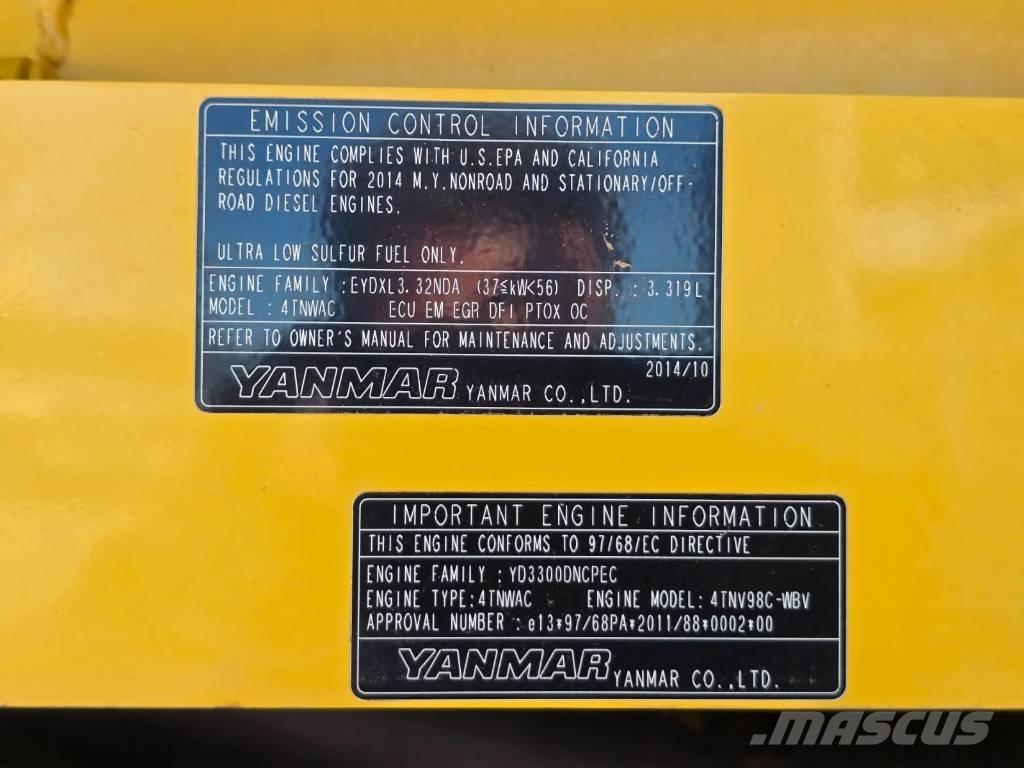 EMISSION CONTROL INFORMATION
THIS ENGINE COMPLIES WITH U.S.EPA AND CALIFORNIA
REGULATIONS FOR 2014 M.Y.NONROAD AND STATIONARY/OFF-
ROAD DIESEL ENGINES.
ULTRA LOW SULFUR FUEL ONLY.
ENGINE FAMILY :EYDXL3.32NDA (37≦kW<56) DISP. : 3.319L
MODEL : 4TNWAC ECU EM EGR DFI PTOX OC
REFER TO OWNER'S MANUAL FOR MAINTENANCE AND ADJUSTMENTS.
2014/10
YANMAR YANMAR CO.,LTD.
IMPORTANT ENGINE INFORMATION
THIS ENGINE CONFORMS TO 97/68/EC DIRECTIVE
ENGINE FAMILY : YD3300DNCPEC
ENGINE TYPE:4TNWAC ENGINE MODEL: 4TNV98C-WBV
APPROVAL NUMBER :e13*97/68PA*2011/88*0002*00
YANMAR YANMAR CO.,LTD.
MASCUS